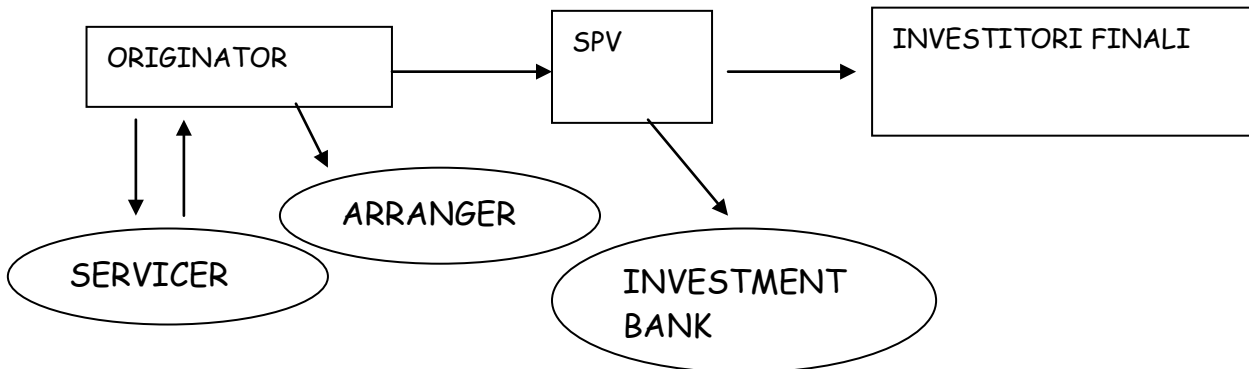 ORIGINATOR
SPV
INVESTITORI FINALI
ARRANGER
SERVICER
INVESTMENT
BANK